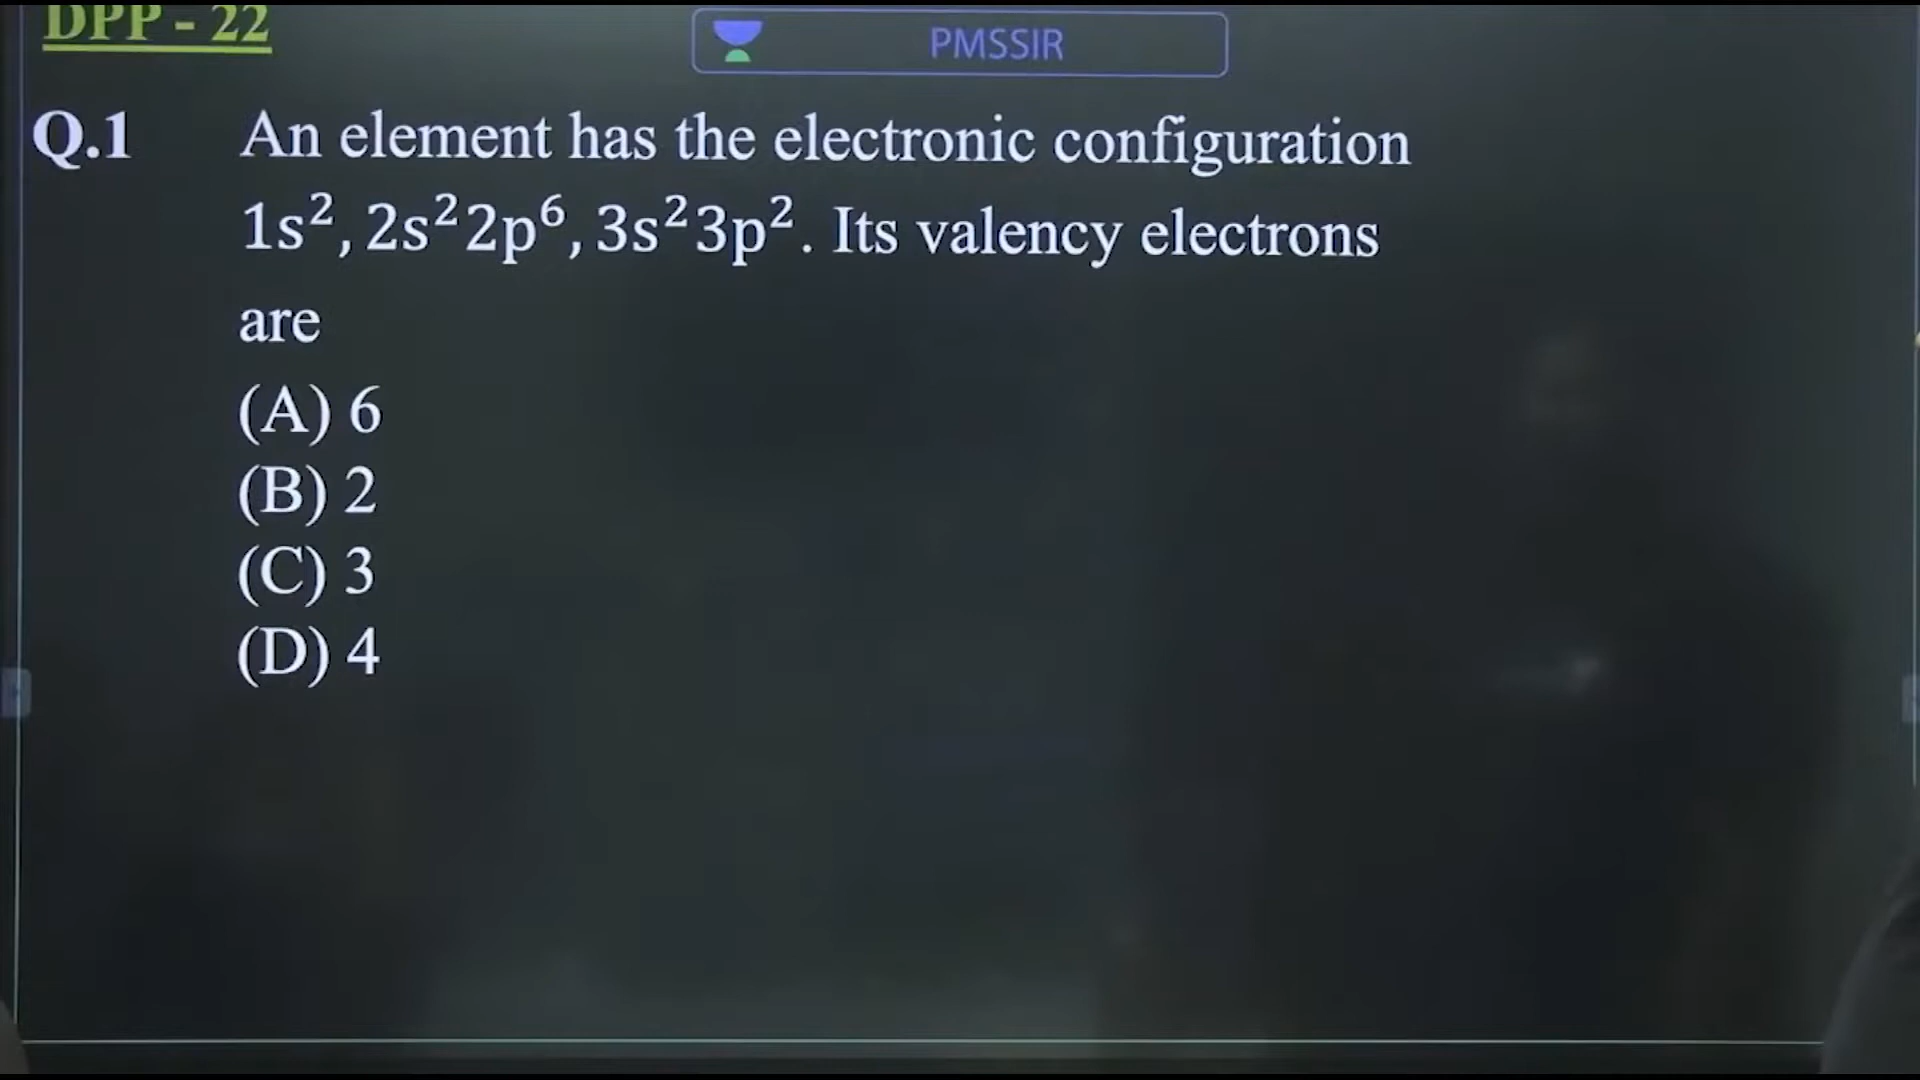 DPP - 22
PMSSIR
Q.1 An element has the electronic configuration
1s², 2s²2p⁶, 3s²3p². Its valency electrons
are
(A) 6
(B) 2
(C) 3
(D) 4